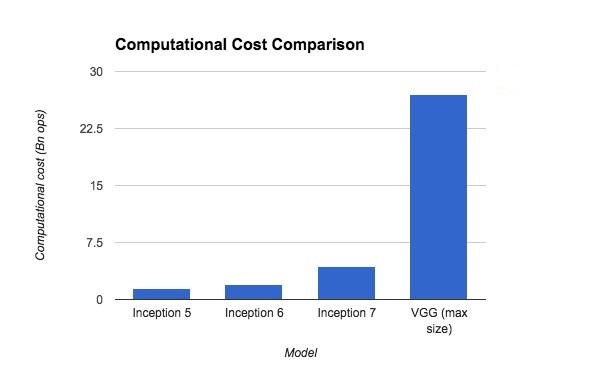 Computational Cost Comparison
30
22.5
15
7.5
0
Computational cost (Bn ops)
Inception 5
Inception 6
Inception 7
VGG (max
size)
Model